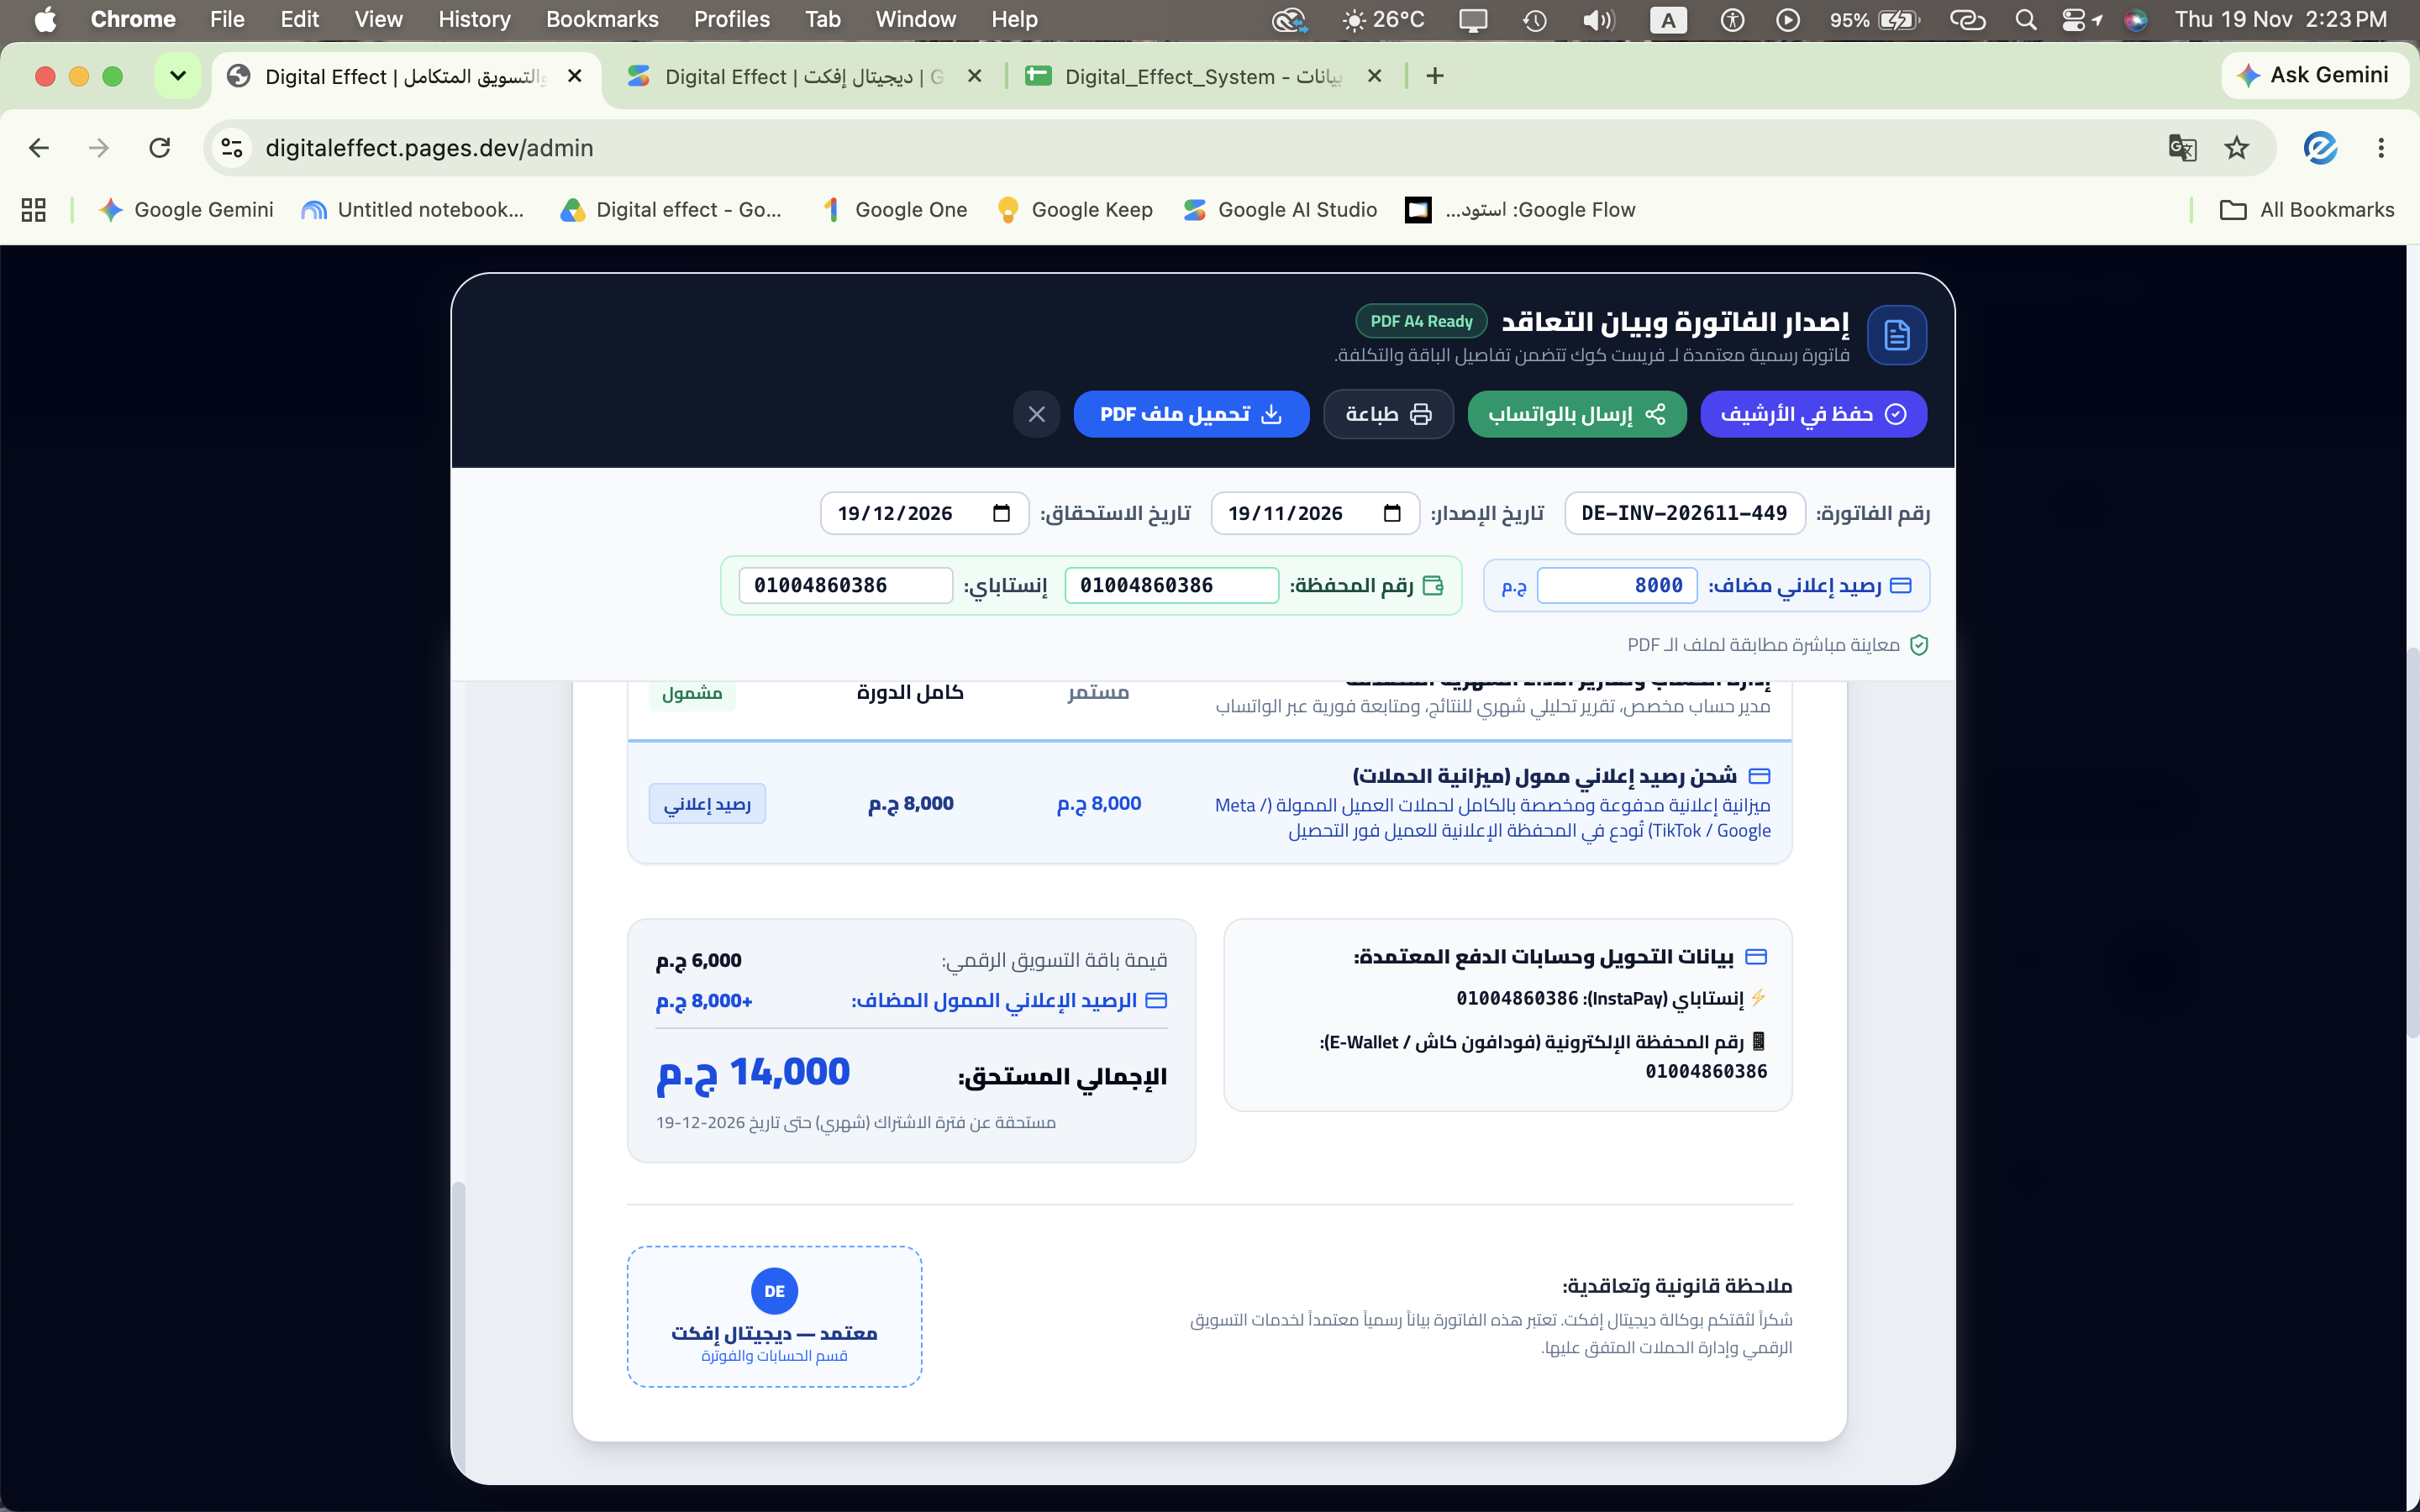 Chrome File Edit View History Bookmarks Profiles Tab Window Help 26°C A 95% Thu 19 Nov 2:23 PM
Digital Effect | والتسويق المتكامل
Digital Effect | ديجيتال إفكت | G
Digital_Effect_System - بيانات
Ask Gemini
digitaleffect.pages.dev/admin
Google Gemini
Untitled notebook...
Digital effect - Go...
Google One
Google Keep
Google AI Studio
Google Flow: استود...
All Bookmarks
إصدار الفاتورة وبيان التعاقد PDF A4 Ready
فاتورة رسمية معتمدة لـ فريست كوك تتضمن تفاصيل الباقة والتكلفة.
حفظ في الأرشيف
إرسال بالواتساب
طباعة
تحميل ملف PDF
رقم الفاتورة: DE-INV-202611-449 تاريخ الإصدار: 19/11/2026 تاريخ الاستحقاق: 19/12/2026
رصيد إعلاني مضاف: 8000 ج.م رقم المحفظة: 01004860386 إنستاباي: 01004860386
معاينة مباشرة مطابقة لملف الـ PDF
مستمر كامل الدورة مشمول
مدير حساب مخصص، تقرير تحليلي شهري للنتائج، ومتابعة فورية عبر الواتساب
شحن رصيد إعلاني ممول (ميزانية الحملات)
ميزانية إعلانية مدفوعة ومخصصة بالكامل لحملات العميل الممولة (Meta /
TikTok / Google) تُودع في المحفظة الإعلانية للعميل فور التحصيل
8,000 ج.م 8,000 ج.م رصيد إعلاني
بيانات التحويل وحسابات الدفع المعتمدة:
⚡ إنستاباي (InstaPay): 01004860386
📱 رقم المحفظة الإلكترونية (فودافون كاش / E-Wallet):
01004860386
قيمة باقة التسويق الرقمي: 6,000 ج.م
الرصيد الإعلاني الممول المضاف: +8,000 ج.م
الإجمالي المستحق: 14,000 ج.م
مستحقة عن فترة الاشتراك (شهري) حتى تاريخ 2026-12-19
ملاحظة قانونية وتعاقدية:
شكراً لثقتكم بوكالة ديجيتال إفكت. تعتبر هذه الفاتورة بياناً رسمياً معتمداً لخدمات التسويق
الرقمي وإدارة الحملات المتفق عليها.
DE
معتمد — ديجيتال إفكت
قسم الحسابات والفوترة